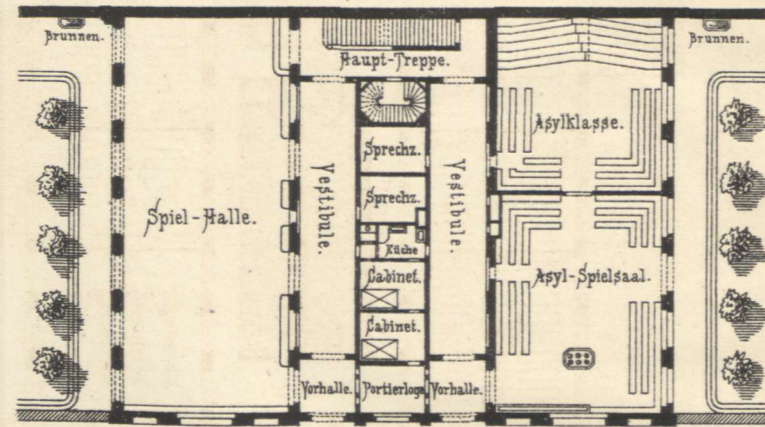 Brunnen.
Haupt-Treppe.
Brunnen.
Asylklasse.
Sprechz.
Vestibule.
Vestibule.
Sprechz.
Spiel-Halle.
Küche
Cabinet.
Asyl-Spielsaal.
Cabinet.
Vorhalle.
Portierloge
Vorhalle.